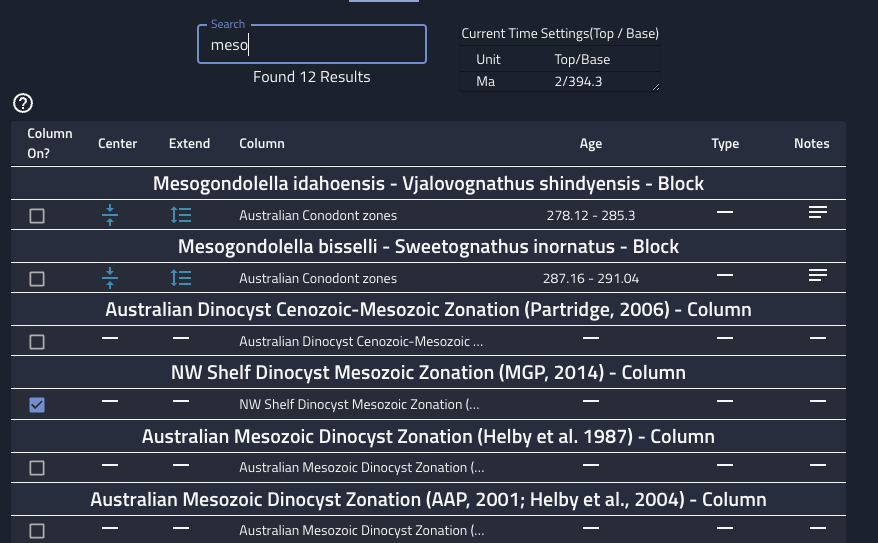 Search
meso
Found 12 Results
Current Time Settings(Top / Base)
Unit Top/Base
Ma 2/394.3
Column On? Center Extend Column Age Type Notes
Mesogondolella idahoensis - Vjalovognathus shindyensis - Block
Australian Conodont zones 278.12 - 285.3
Mesogondolella bisselli - Sweetognathus inornatus - Block
Australian Conodont zones 287.16 - 291.04
Australian Dinocyst Cenozoic-Mesozoic Zonation (Partridge, 2006) - Column
Australian Dinocyst Cenozoic-Mesozoic ...
NW Shelf Dinocyst Mesozoic Zonation (MGP, 2014) - Column
NW Shelf Dinocyst Mesozoic Zonation (...
Australian Mesozoic Dinocyst Zonation (Helby et al. 1987) - Column
Australian Mesozoic Dinocyst Zonation (...
Australian Mesozoic Dinocyst Zonation (AAP, 2001; Helby et al., 2004) - Column
Australian Mesozoic Dinocyst Zonation (...